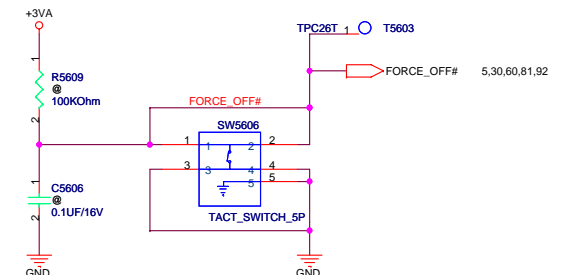 +3VA
TPC26T 1 T5603
1
R5609
@
100KOhm
2
FORCE_OFF# 5,30,60,81,92
FORCE_OFF#
SW5606
1 1 2 2
3 3 4 4
5 5
1
C5606
@
0.1UF/16V
2
TACT_SWITCH_5P
GND
GND